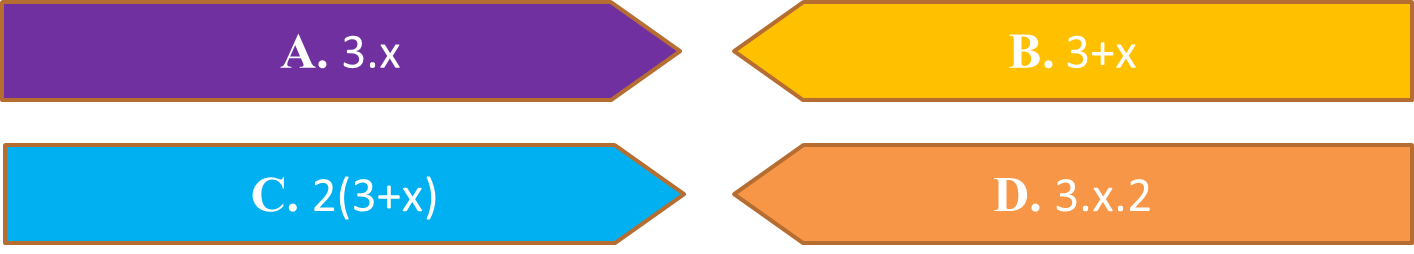 A. 3.x
B. 3+x
C. 2(3+x)
D. 3.x.2